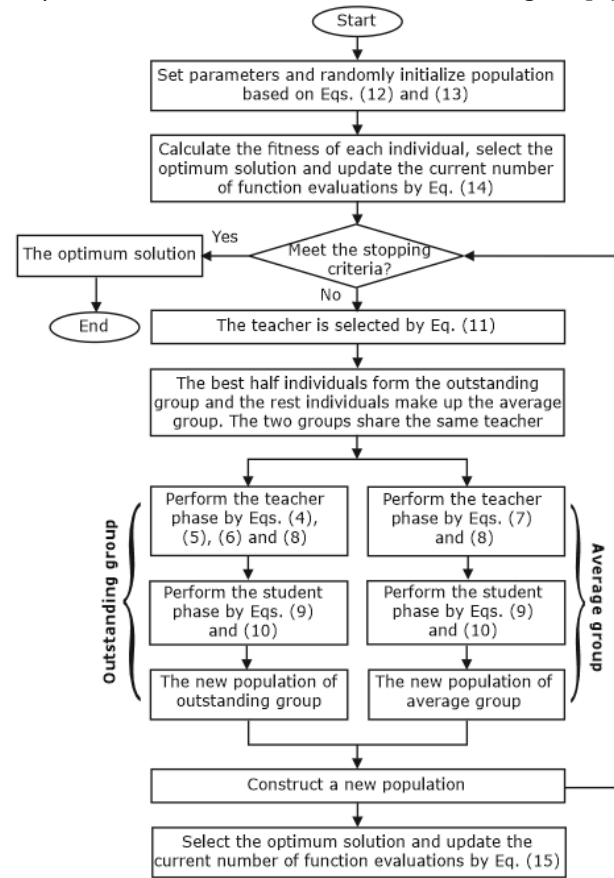 Start
Set parameters and randomly initialize population
based on Eqs. (12) and (13)
Calculate the fitness of each individual, select the
optimum solution and update the current number
of function evaluations by Eq. (14)
Meet the stopping
criteria?
Yes
The optimum solution
End
No
The teacher is selected by Eq. (11)
The best half individuals form the outstanding
group and the rest individuals make up the average
group. The two groups share the same teacher
Outstanding group
Perform the teacher
phase by Eqs. (4),
(5), (6) and (8)
Perform the student
phase by Eqs. (9)
and (10)
The new population of
outstanding group
Perform the teacher
phase by Eqs. (7)
and (8)
Perform the student
phase by Eqs. (9)
and (10)
The new population of
average group
Average group
Construct a new population
Select the optimum solution and update the
current number of function evaluations by Eq. (15)